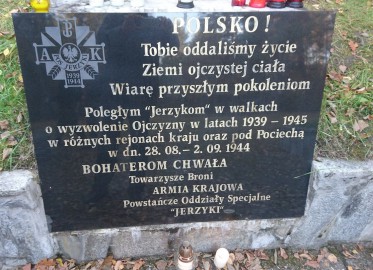 POLSKO!
Tobie oddaliśmy życie
Ziemi ojczystej ciała
Wiarę przyszłym pokoleniom
A K
1939
1944
Poległym "Jerzykom" w walkach
o wyzwolenie Ojczyzny w latach 1939 - 1945
w różnych rejonach kraju oraz pod Pociechą
w dn. 28.08.- 2.09.1944
BOHATEROM CHWAŁA
Towarzysze Broni
ARMIA KRAJOWA
Powstańcze Oddziały Specjalne
"JERZYKI"